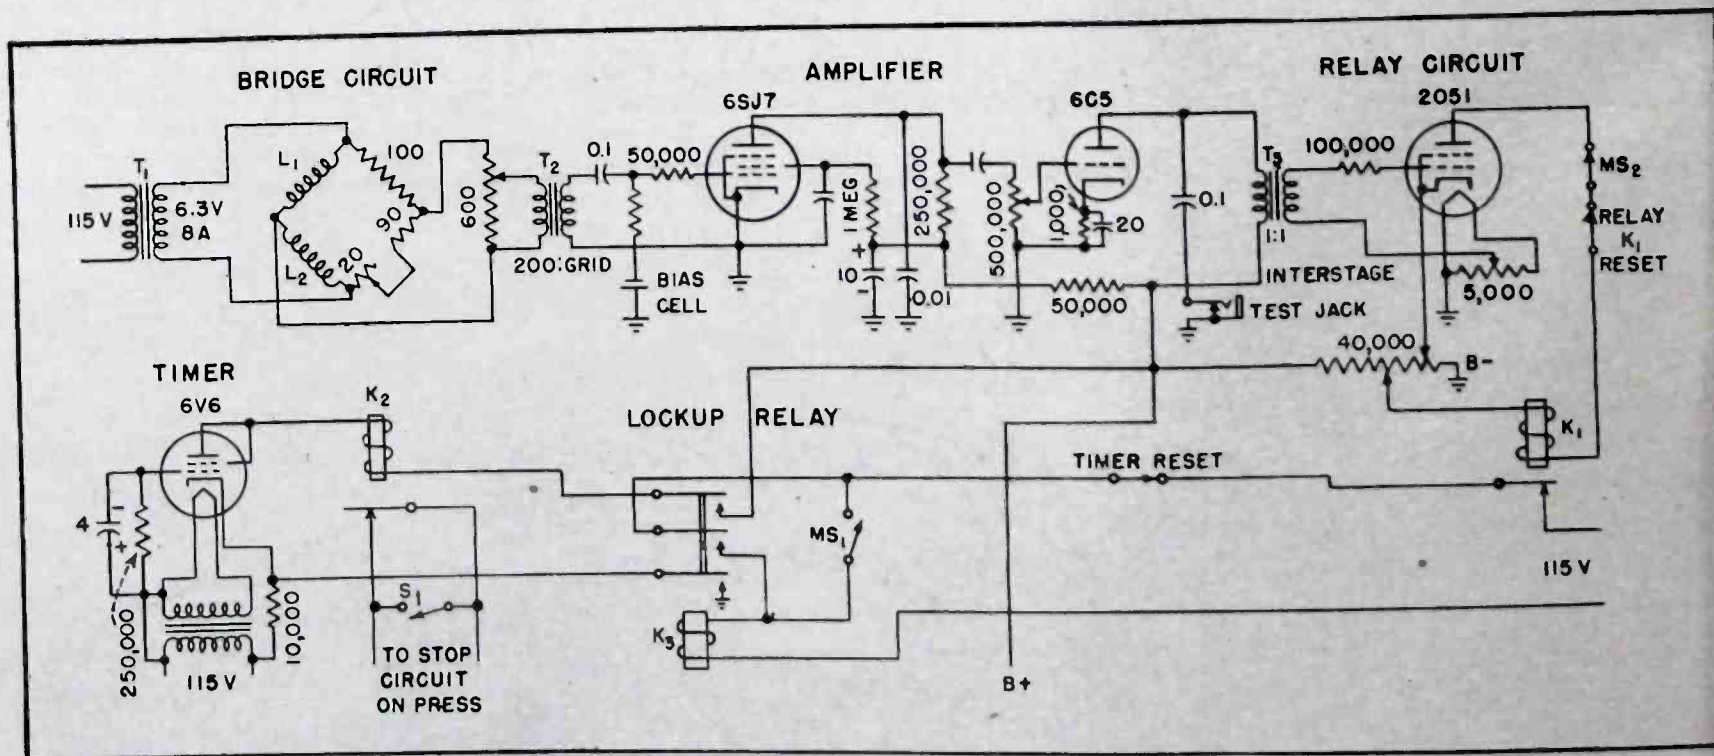 BRIDGE CIRCUIT
AMPLIFIER
RELAY CIRCUIT
6SJ7
6C5
2051
T1
115 V
6.3V
8A
L1
L2
100
90
20
600
T2
200:GRID
0.1
50,000
BIAS
CELL
1 MEG
+
10
-
250,000
0.01
500,000
1,000
20
50,000
0.1
T3
1:1
INTERSTAGE
TEST JACK
100,000
5,000
MS2
RELAY
K1
RESET
40,000
B-
K1
TIMER
6V6
K2
LOCKUP RELAY
TIMER RESET
4
-
+
250,000
115 V
10,000
S1
TO STOP
CIRCUIT
ON PRESS
MS1
K3
B+
115 V